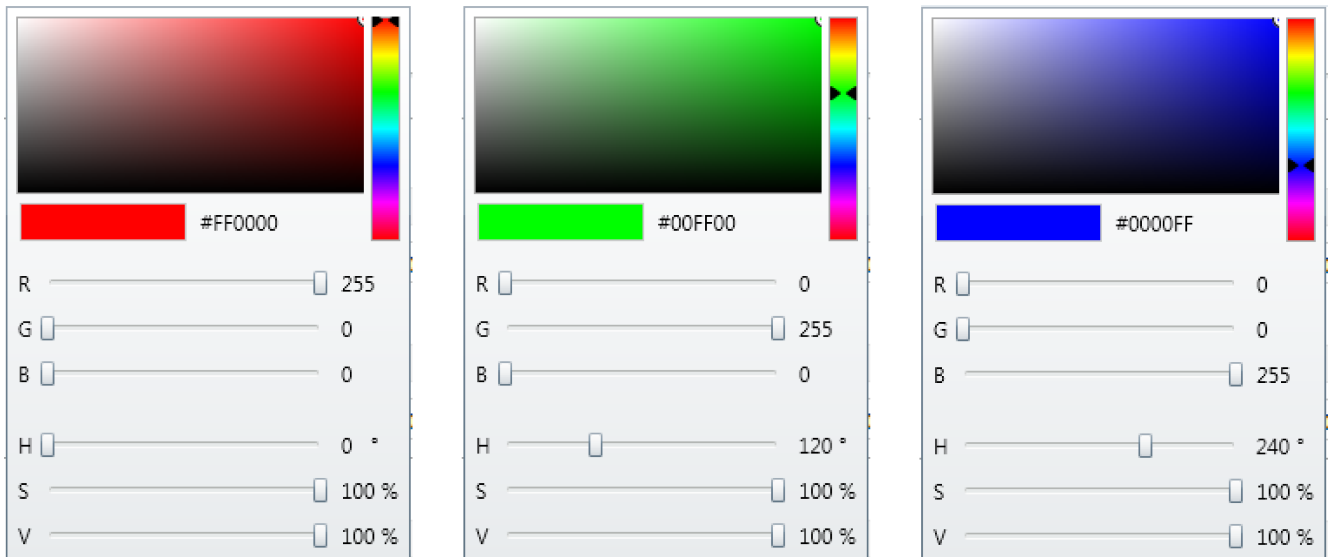 #FF0000
R 255
G 0
B 0
H 0 °
S 100 %
V 100 %
#00FF00
R 0
G 255
B 0
H 120 °
S 100 %
V 100 %
#0000FF
R 0
G 0
B 255
H 240 °
S 100 %
V 100 %